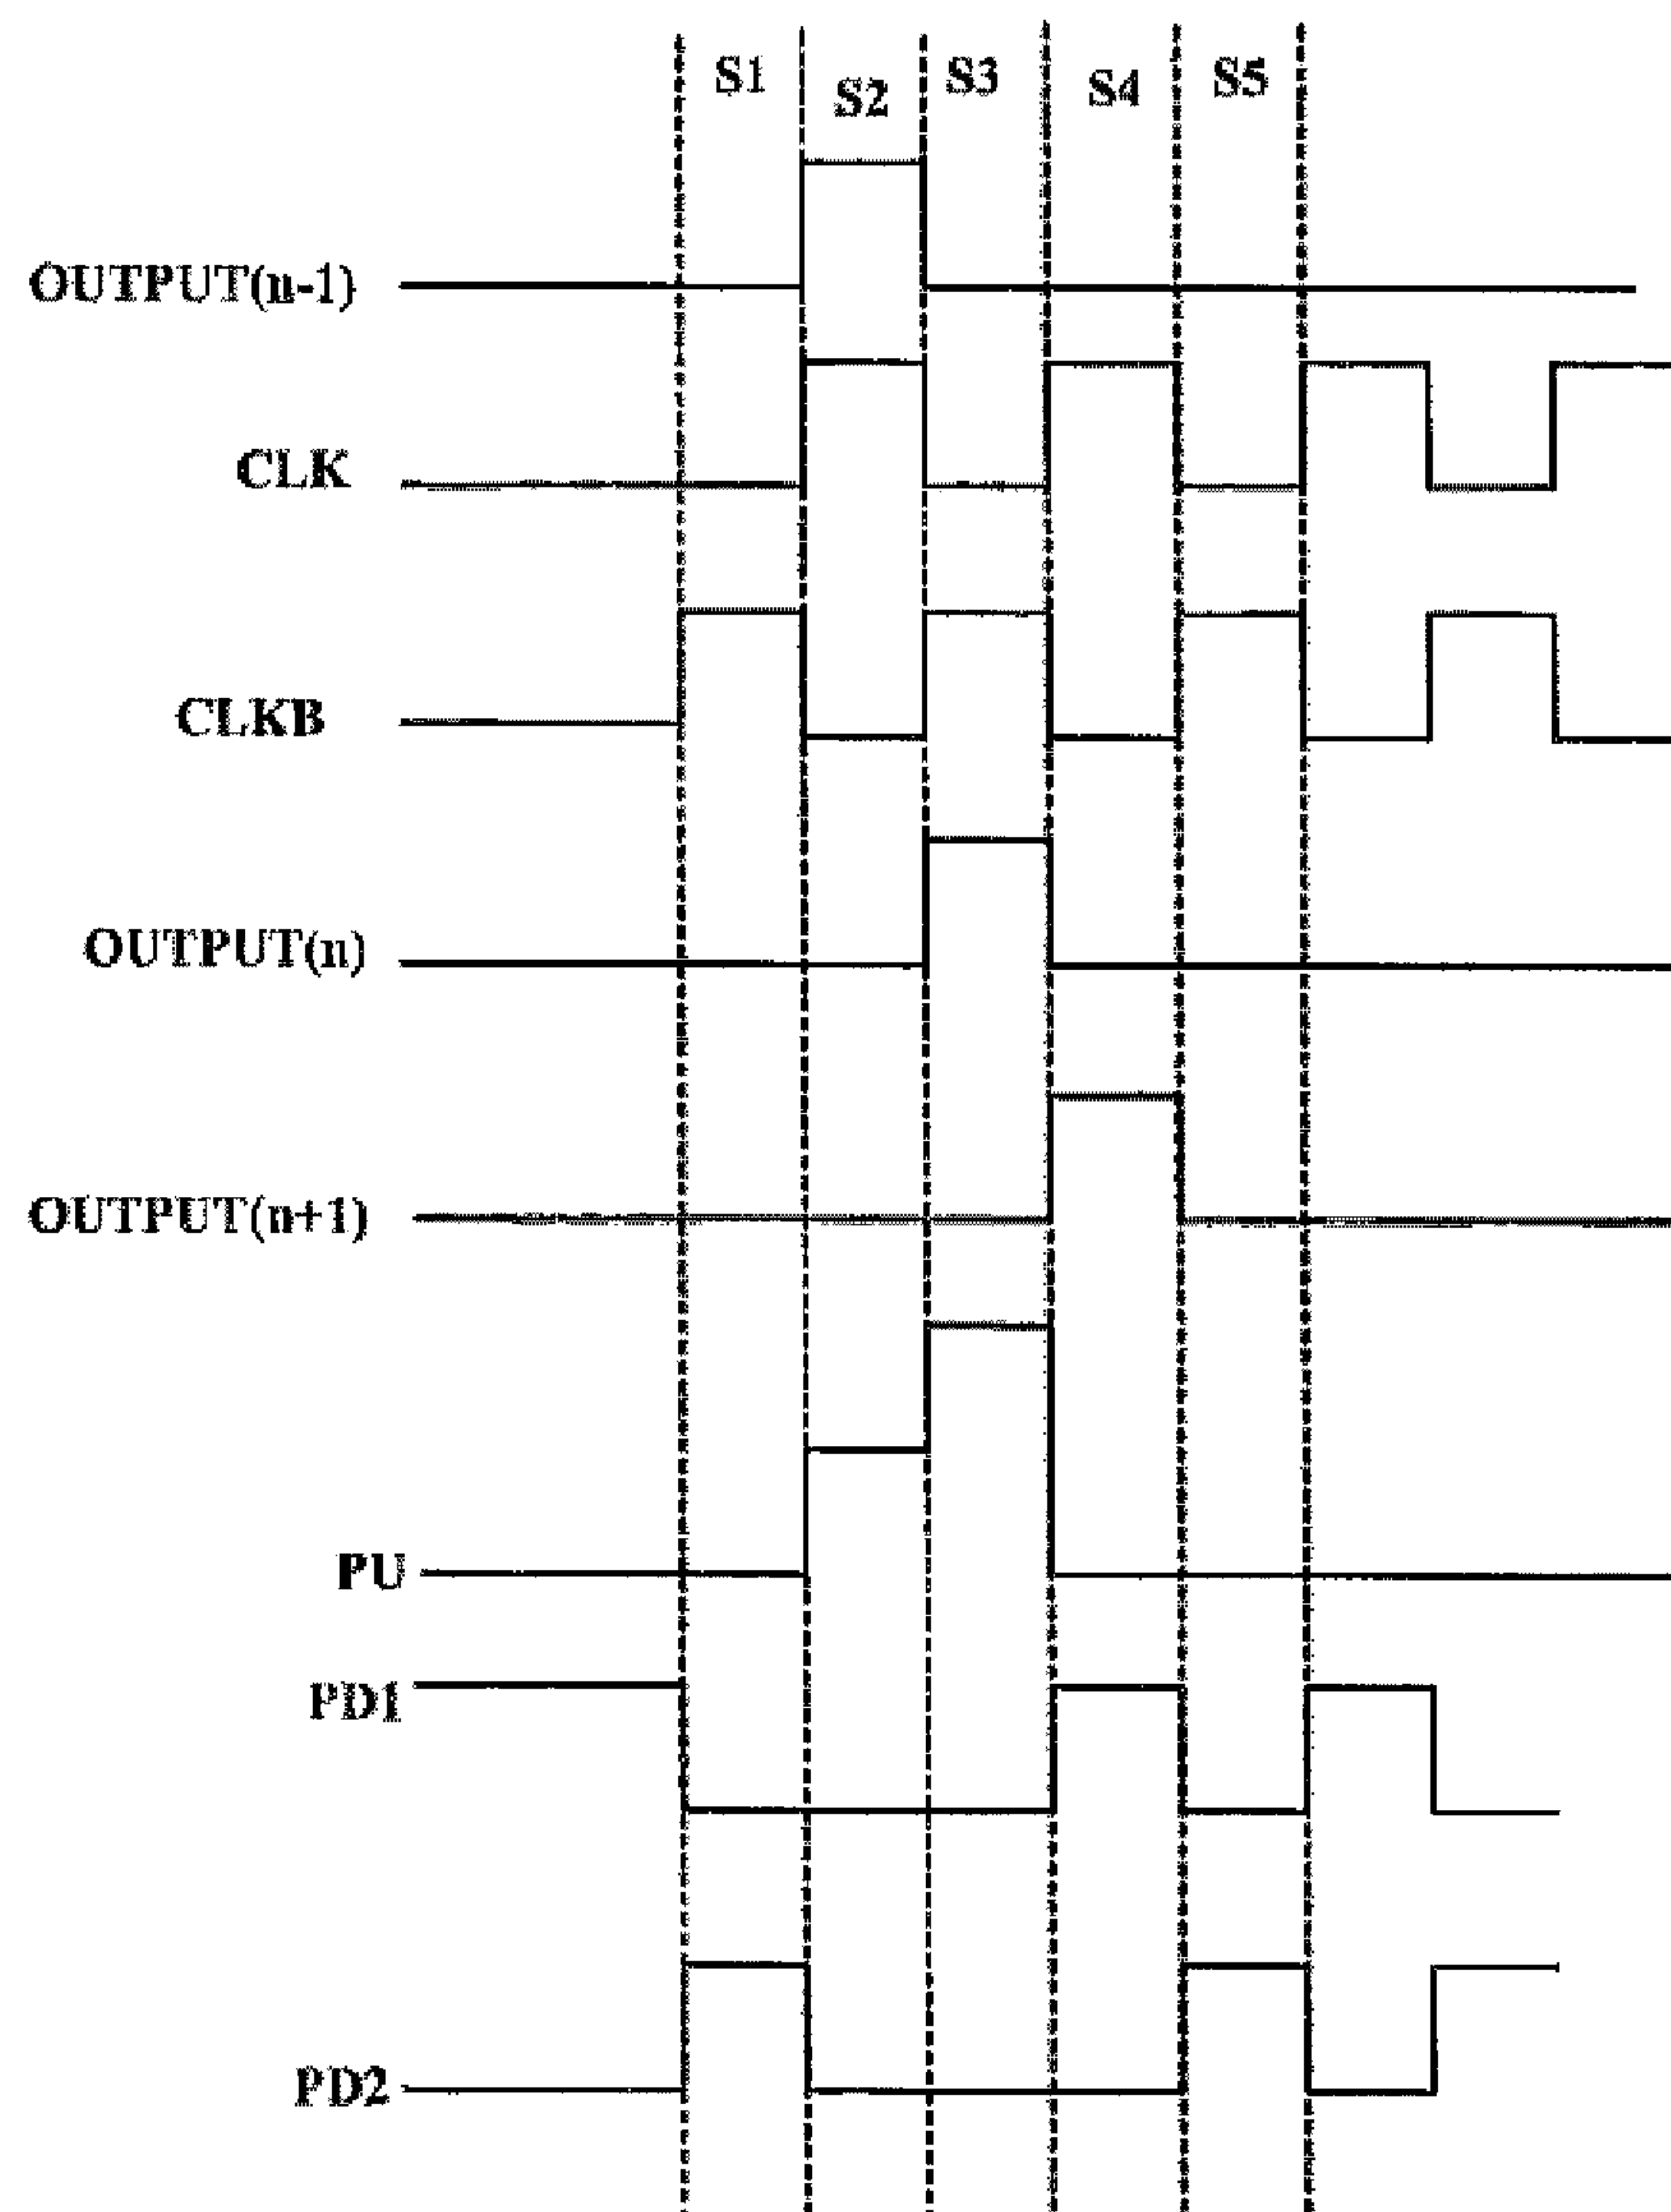 S1
S2
S3
S4
S5
OUTPUT(n-1)
CLK
CLKB
OUTPUT(n)
OUTPUT(n+1)
PU
PD1
PD2